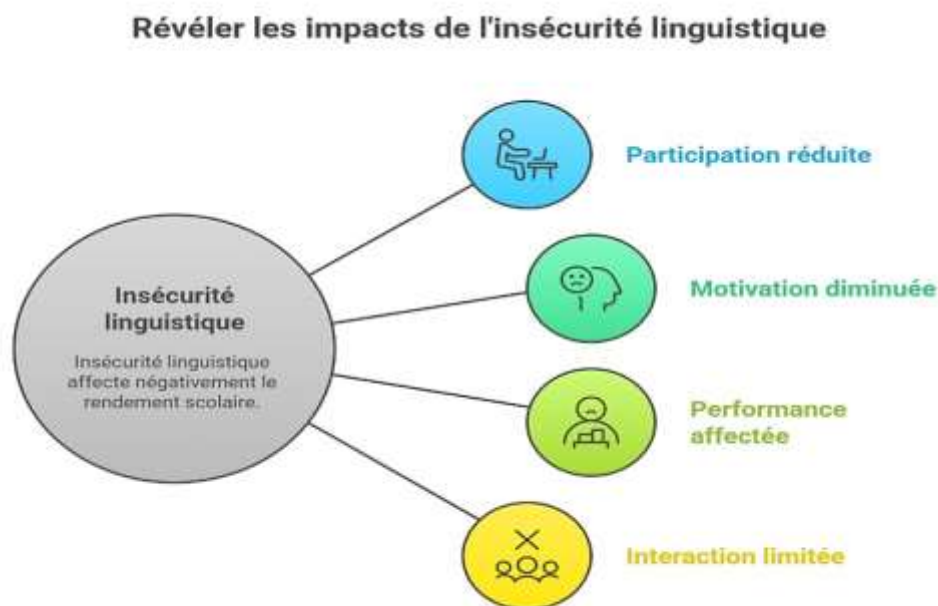 Révéler les impacts de l'insécurité linguistique
Participation réduite
Insécurité
linguistique
Insécurité linguistique
affecte négativement le
rendement scolaire.
Motivation diminuée
Performance
affectée
Interaction limitée